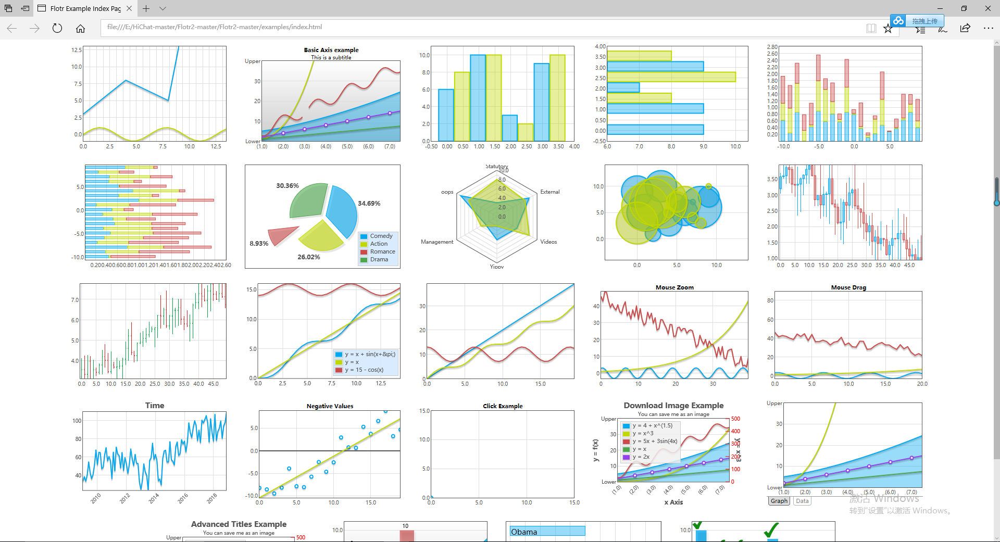 Flotr Example Index Pag
file:///E:/HiChat-master/Flotr2-master/Flotr2-master/examples/index.html
拖拽上传
12.5
10.0
7.5
5.0
2.5
0.0
0.0 2.5 5.0 7.5 10.0 12.5
Basic Axis example
This is a subtitle
Upper
30
20
10
Lower
(1.0) (2.0) (3.0) (4.0) (5.0) (6.0) (7.0)
10.0
8.0
6.0
4.0
2.0
0.0
-0.50 0.00 0.50 1.00 1.50 2.00 2.50 3.00 3.50 4.00
4.00
3.50
3.00
2.50
2.00
1.50
1.00
0.50
0.00
-0.50
6.0 7.0 8.0 9.0 10.0
2.80
2.60
2.40
2.20
2.00
1.80
1.60
1.40
1.20
1.00
0.80
0.60
0.40
0.20
-10.0 -5.0 0.0 5.0
5.0
0.0
-5.0
-10.0
0.200.400.600.801.001.201.401.601.802.002.202.402.60
30.36%
34.69%
8.93%
26.02%
Comedy
Action
Romance
Drama
Statutory
10.0
8.0
6.0
4.0
2.0
0.0
oops
External
Management
Videos
Yippy
10.0
5.0
0.0
0.0 5.0 10.0
3.50
3.00
2.50
2.00
1.50
1.00
0.0 5.0 10.0 15.0 20.0 25.0 30.0 35.0 40.0 45.0
7.0
6.0
5.0
4.0
0.0 5.0 10.0 15.0 20.0 25.0 30.0 35.0 40.0 45.0
15.0
10.0
5.0
0.0
y = x + sin(x+&pi;)
y = x
y = 15 - cos(x)
0.0 2.5 5.0 7.5 10.0 12.5
30
20
10
0
0.0 5.0 10.0 15.0
Mouse Zoom
40
30
20
10
0
0 10 20 30
Mouse Drag
80
60
40
20
0
0.0 5.0 10.0 15.0 20.0
Time
100
80
60
40
2010 2012 2014 2016 2018
Negative Values
5.0
0.0
-5.0
-10.0
0.0 5.0 10.0 15.0
Click Example
15.0
10.0
5.0
0.0
0.0 5.0 10.0 15.0
Download Image Example
You can save me as an image
Upper
30
20
10
Lower
y = f(x)
y = 4 + x^(1.5)
y = x^3
y = 5x + 3sin(4x)
y = x
y = 2x
500
400
300
200
100
0
y = x^3
(1.0) (2.0) (3.0) (4.0) (5.0) (6.0) (7.0)
x Axis
Upper
30
20
10
Lower
(1.0) (2.0) (3.0) (4.0) (5.0) (6.0) (7.0)
Graph Data
激活 Windows
转到"设置"以激活 Windows。
Advanced Titles Example
You can save me as an image
Upper
500
10.0
10
Obama
10.0